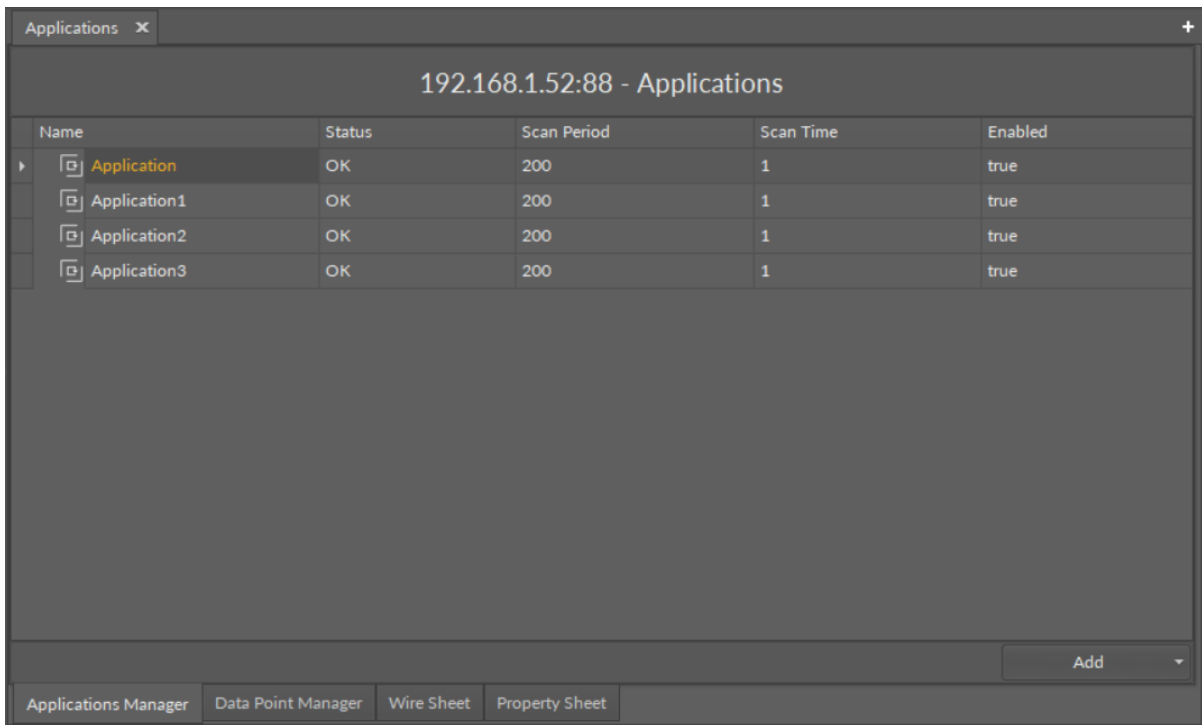 Applications
192.168.1.52:88 - Applications
Name Status Scan Period Scan Time Enabled
Application OK 200 1 true
Application1 OK 200 1 true
Application2 OK 200 1 true
Application3 OK 200 1 true
Add
Applications Manager Data Point Manager Wire Sheet Property Sheet